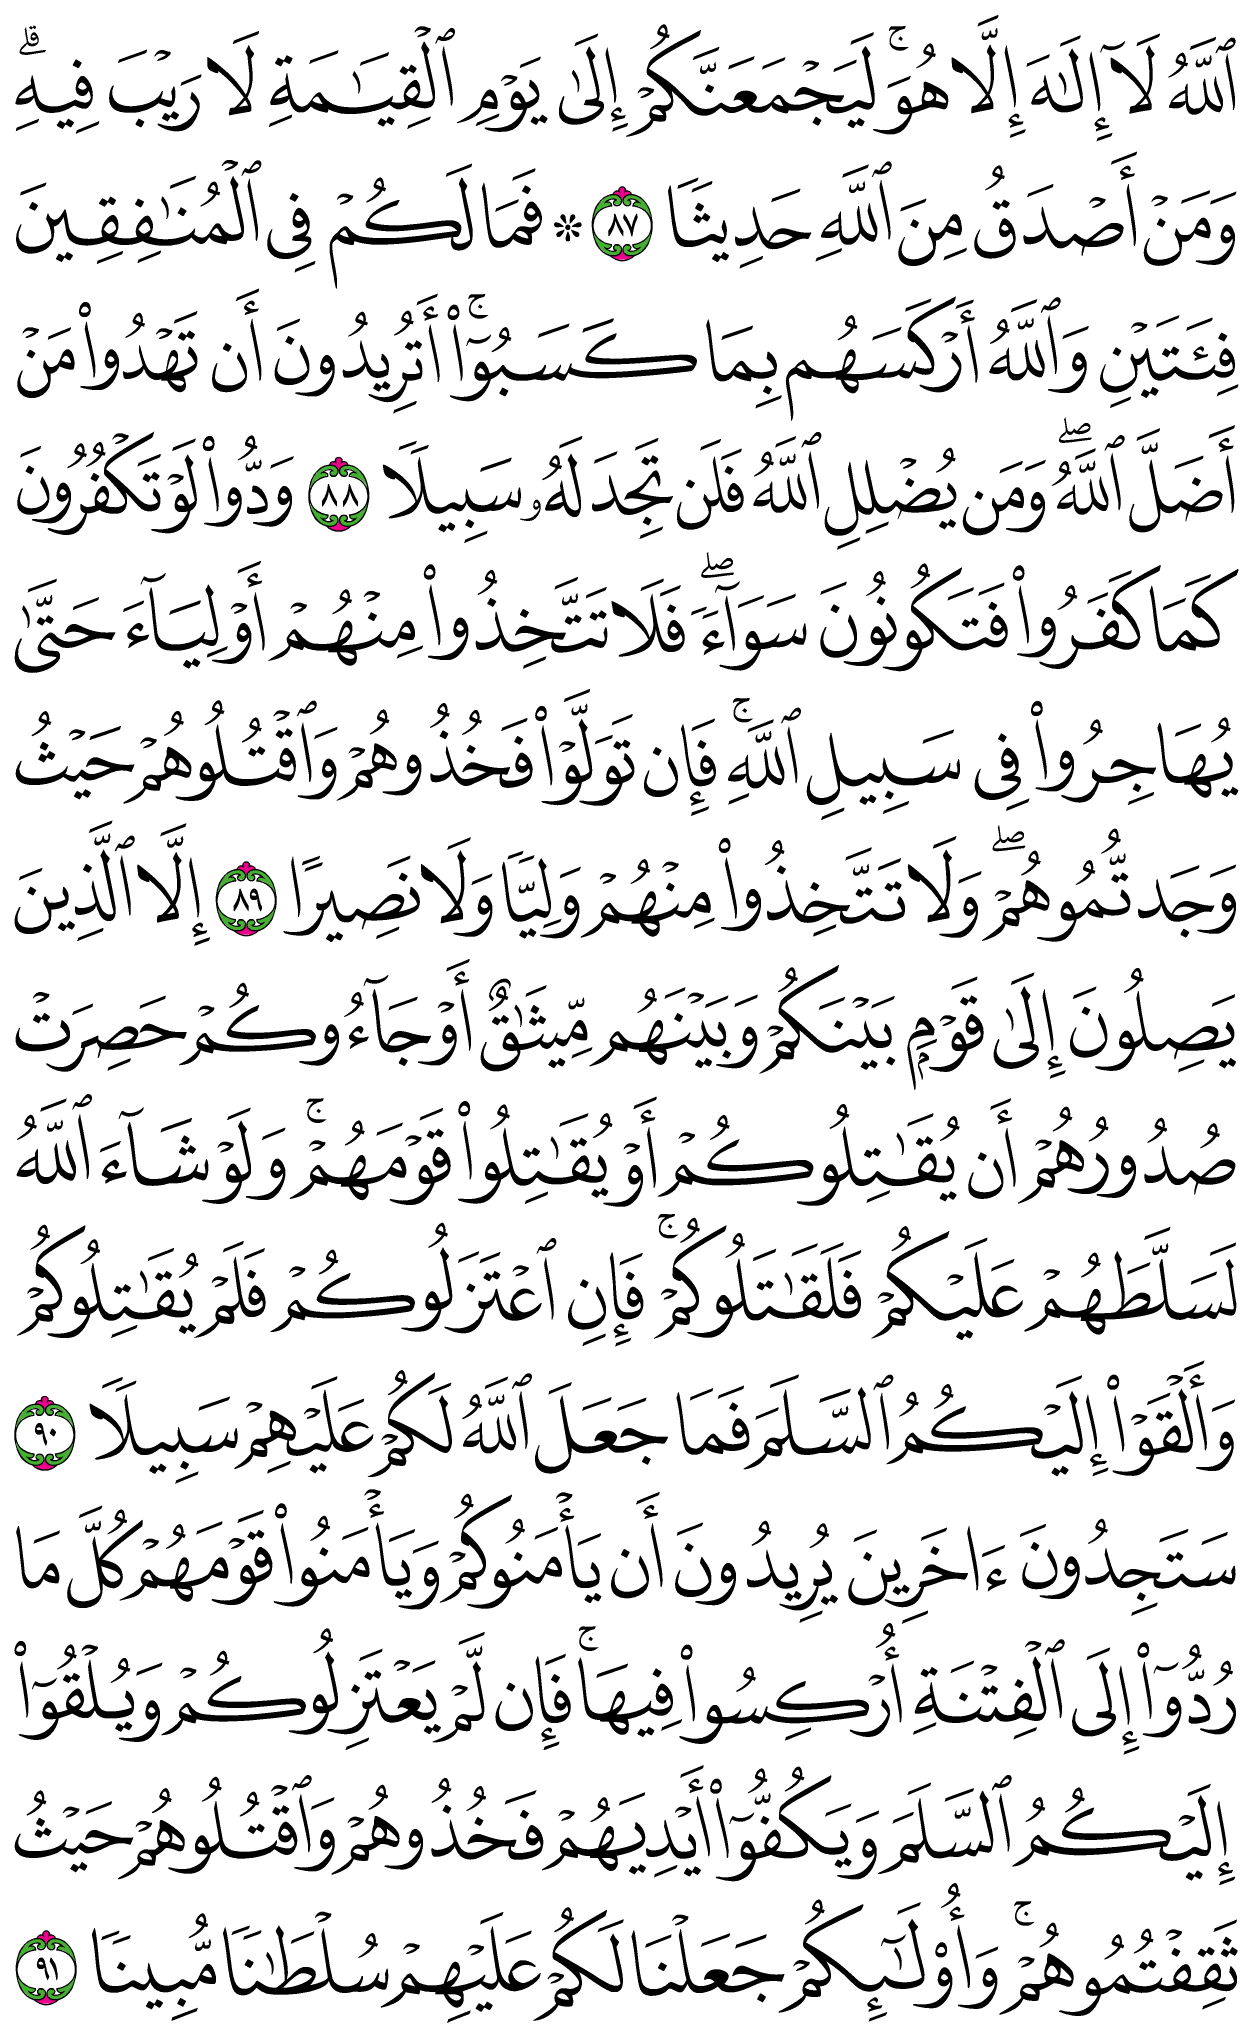 ٱللَّهُ لَآ إِلَٰهَ إِلَّا هُوَۚ لَيَجۡمَعَنَّكُمۡ إِلَىٰ يَوۡمِ ٱلۡقِيَٰمَةِ لَا رَيۡبَ فِيهِۗ
وَمَنۡ أَصۡدَقُ مِنَ ٱللَّهِ حَدِيثٗا ٨٧ ۞ فَمَا لَكُمۡ فِي ٱلۡمُنَٰفِقِينَ
فِئَتَيۡنِ وَٱللَّهُ أَرۡكَسَهُم بِمَا كَسَبُوٓاْۚ أَتُرِيدُونَ أَن تَهۡدُواْ مَنۡ
أَضَلَّ ٱللَّهُۖ وَمَن يُضۡلِلِ ٱللَّهُ فَلَن تَجِدَ لَهُۥ سَبِيلٗا ٨٨ وَدُّواْ لَوۡ تَكۡفُرُونَ
كَمَا كَفَرُواْ فَتَكُونُونَ سَوَآءٗۖ فَلَا تَتَّخِذُواْ مِنۡهُمۡ أَوۡلِيَآءَ حَتَّىٰ
يُهَاجِرُواْ فِي سَبِيلِ ٱللَّهِۚ فَإِن تَوَلَّوۡاْ فَخُذُوهُمۡ وَٱقۡتُلُوهُمۡ حَيۡثُ
وَجَدتُّمُوهُمۡۖ وَلَا تَتَّخِذُواْ مِنۡهُمۡ وَلِيّٗا وَلَا نَصِيرًا ٨٩ إِلَّا ٱلَّذِينَ
يَصِلُونَ إِلَىٰ قَوۡمِۭ بَيۡنَكُمۡ وَبَيۡنَهُم مِّيثَٰقٌ أَوۡ جَآءُوكُمۡ حَصِرَتۡ
صُدُورُهُمۡ أَن يُقَٰتِلُوكُمۡ أَوۡ يُقَٰتِلُواْ قَوۡمَهُمۡۚ وَلَوۡ شَآءَ ٱللَّهُ
لَسَلَّطَهُمۡ عَلَيۡكُمۡ فَلَقَٰتَلُوكُمۡۚ فَإِنِ ٱعۡتَزَلُوكُمۡ فَلَمۡ يُقَٰتِلُوكُمۡ
وَأَلۡقَوۡاْ إِلَيۡكُمُ ٱلسَّلَمَ فَمَا جَعَلَ ٱللَّهُ لَكُمۡ عَلَيۡهِمۡ سَبِيلٗا ٩٠
سَتَجِدُونَ ءَاخَرِينَ يُرِيدُونَ أَن يَأۡمَنُوكُمۡ وَيَأۡمَنُواْ قَوۡمَهُمۡ كُلَّ مَا
رُدُّوٓاْ إِلَى ٱلۡفِتۡنَةِ أُرۡكِسُواْ فِيهَاۚ فَإِن لَّمۡ يَعۡتَزِلُوكُمۡ وَيُلۡقُوٓاْ
إِلَيۡكُمُ ٱلسَّلَمَ وَيَكُفُّوٓاْ أَيۡدِيَهُمۡ فَخُذُوهُمۡ وَٱقۡتُلُوهُمۡ حَيۡثُ
ثَقِفۡتُمُوهُمۡۚ وَأُوْلَٰٓئِكُمۡ جَعَلۡنَا لَكُمۡ عَلَيۡهِمۡ سُلۡطَٰنٗا مُّبِينٗا ٩١